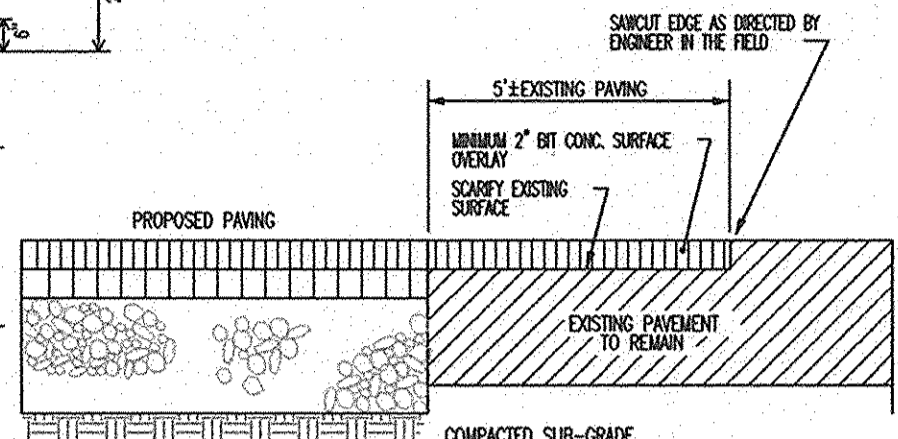 6"
SAWCUT EDGE AS DIRECTED BY
ENGINEER IN THE FIELD
5'±EXISTING PAVING
MINIMUM 2" BIT CONC. SURFACE
OVERLAY
SCARIFY EXISTING
SURFACE
PROPOSED PAVING
EXISTING PAVEMENT
TO REMAIN
COMPACTED SUB-GRADE